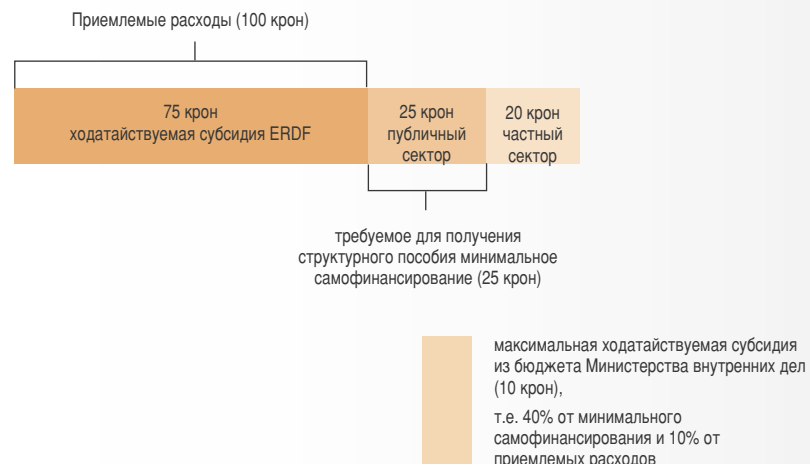 Приемлемые расходы (100 крон)
75 крон
ходатайствуемая субсидия ERDF
25 крон
публичный
сектор
20 крон
частный
сектор
требуемое для получения
структурного пособия минимальное
самофинансирование (25 крон)
максимальная ходатайствуемая субсидия
из бюджета Министерства внутренних дел
(10 крон),
т.е. 40% от минимального
самофинансирования и 10% от
приемлемых расходов